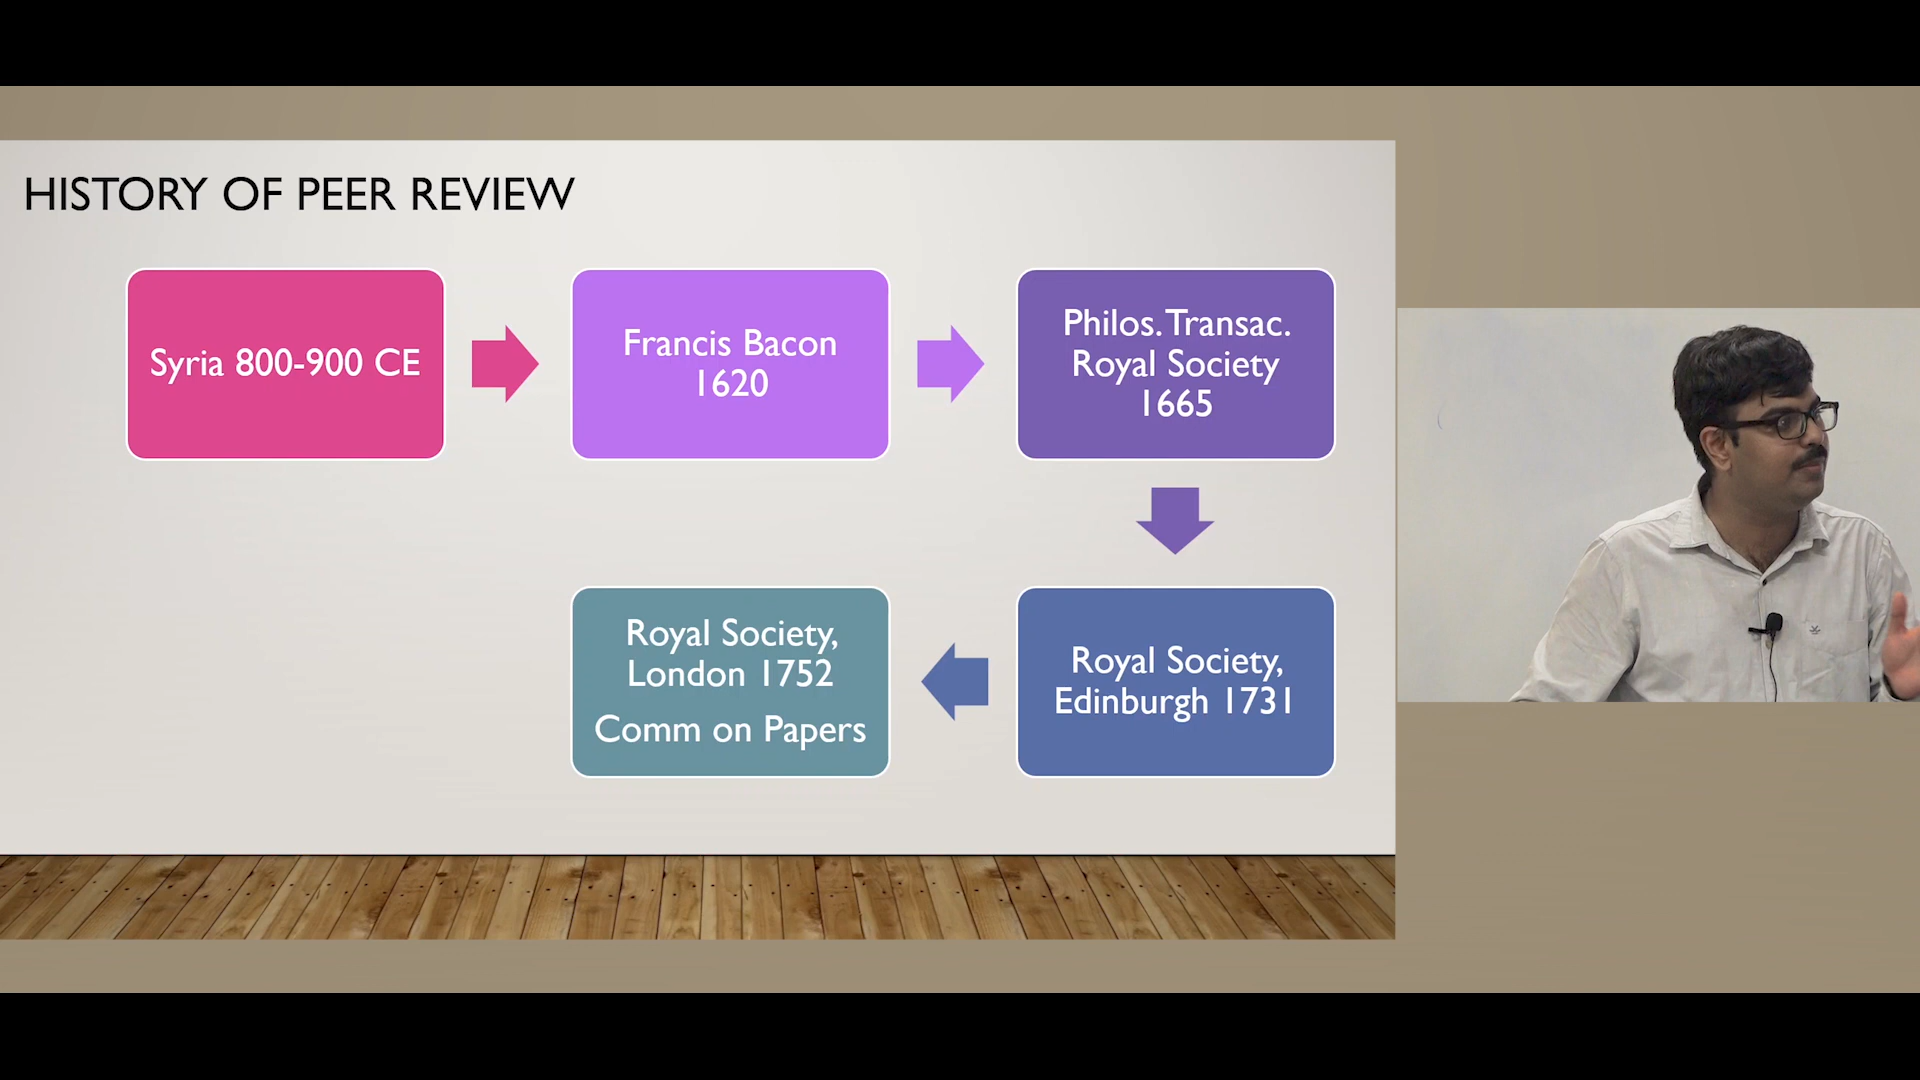 HISTORY OF PEER REVIEW
Syria 800-900 CE
Francis Bacon
1620
Philos. Transac.
Royal Society
1665
Royal Society,
Edinburgh 1731
Royal Society,
London 1752
Comm on Papers